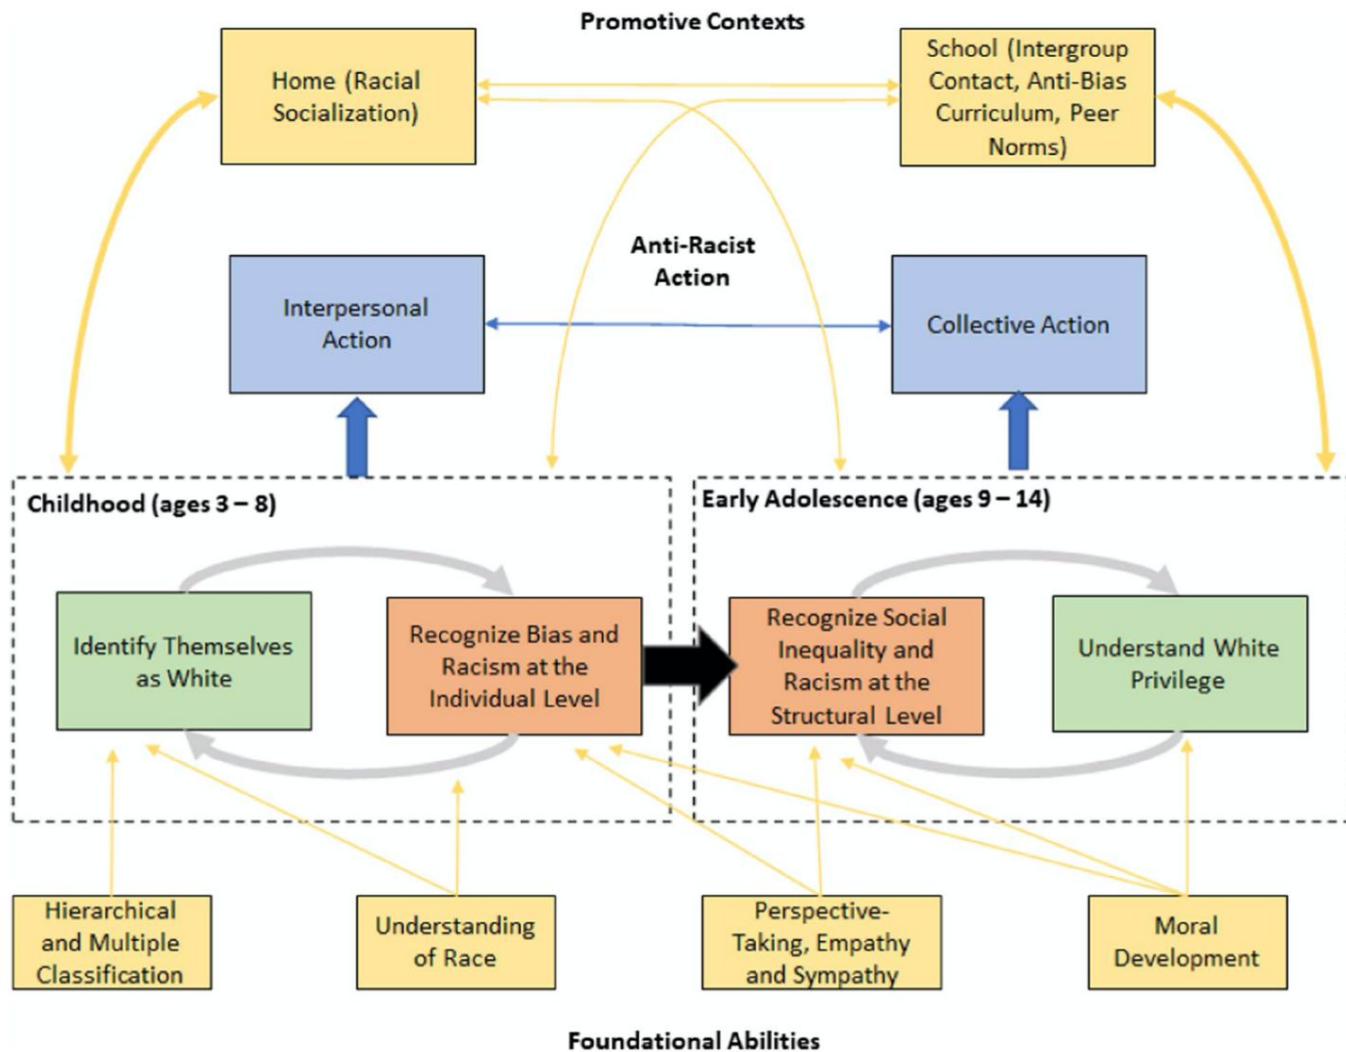 Promotive Contexts
Home (Racial
Socialization)
School (Intergroup
Contact, Anti-Bias
Curriculum, Peer
Norms)
Anti-Racist
Action
Interpersonal
Action
Collective Action
Childhood (ages 3 – 8)
Early Adolescence (ages 9 – 14)
Identify Themselves
as White
Recognize Bias and
Racism at the
Individual Level
Recognize Social
Inequality and
Racism at the
Structural Level
Understand White
Privilege
Hierarchical
and Multiple
Classification
Understanding
of Race
Perspective-
Taking, Empathy
and Sympathy
Moral
Development
Foundational Abilities